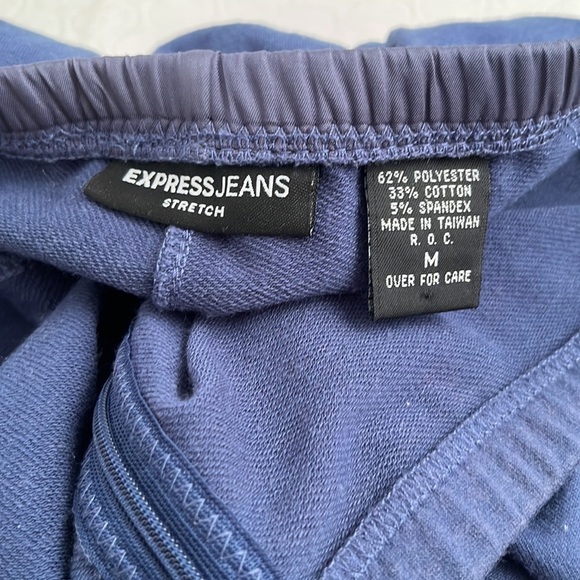 EXPRESSJEANS
STRETCH
62% POLYESTER
33% COTTON
5% SPANDEX
MADE IN TAIWAN
R. O. C.
M
OVER FOR CARE